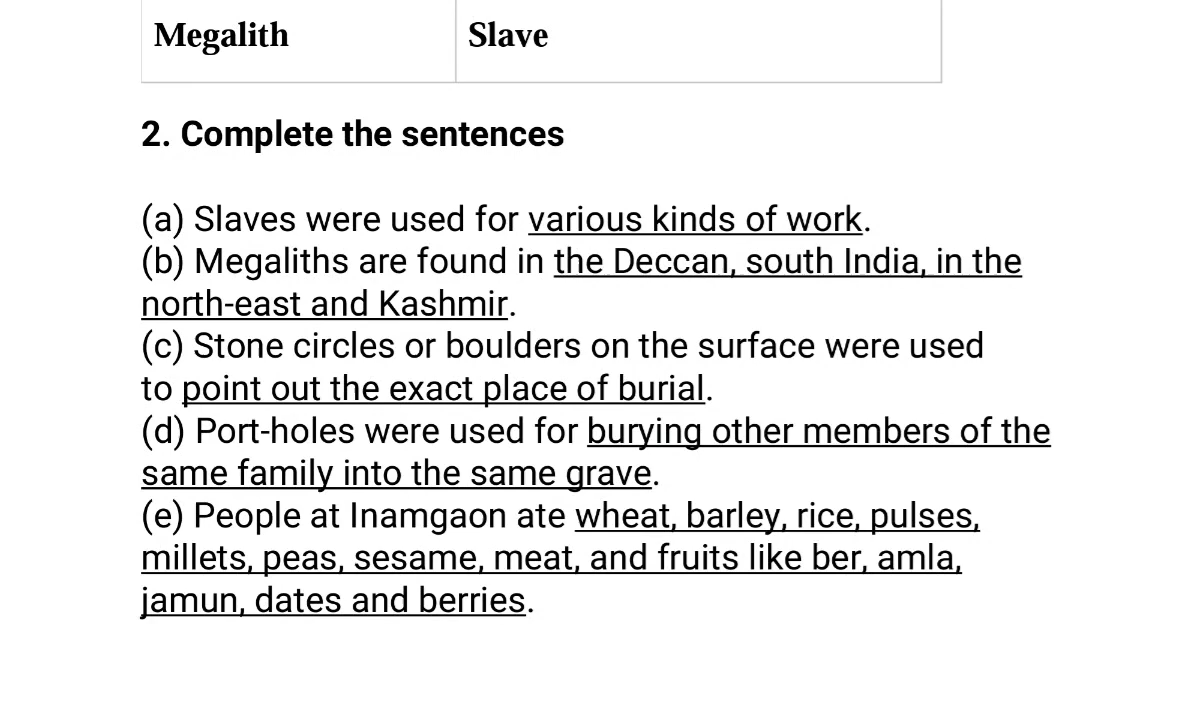 Megalith Slave
2. Complete the sentences
(a) Slaves were used for various kinds of work.
(b) Megaliths are found in the Deccan, south India, in the
north-east and Kashmir.
(c) Stone circles or boulders on the surface were used
to point out the exact place of burial.
(d) Port-holes were used for burying other members of the
same family into the same grave.
(e) People at Inamgaon ate wheat, barley, rice, pulses,
millets, peas, sesame, meat, and fruits like ber, amla,
jamun, dates and berries.